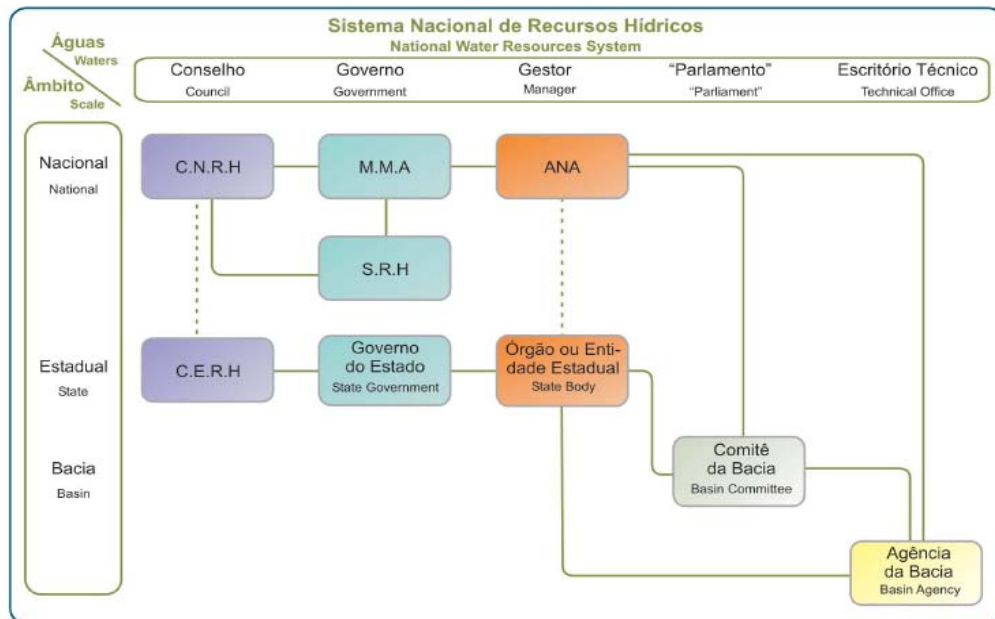 Sistema Nacional de Recursos Hídricos
National Water Resources System
Águas
Waters
Âmbito
Scale
Conselho
Council
Governo
Government
Gestor
Manager
“Parlamento”
“Parliament”
Escritório Técnico
Technical Office
Nacional
National
C.N.R.H
M.M.A
ANA
S.R.H
Estadual
State
C.E.R.H
Governo
do Estado
State Government
Órgão ou Enti-
dade Estadual
State Body
Bacia
Basin
Comitê
da Bacia
Basin Committee
Agência
da Bacia
Basin Agency